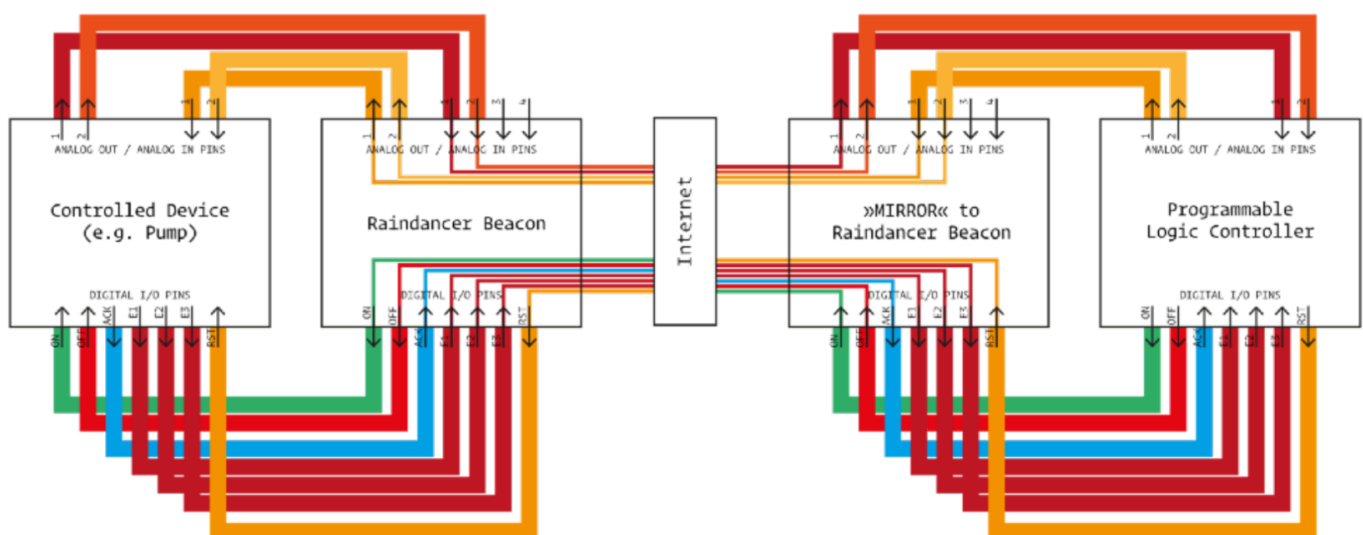 1 2 1 2
ANALOG OUT / ANALOG IN PINS
Controlled Device
(e.g. Pump)
DIGITAL I/O PINS
ON OFF ACK E1 E2 E3 RST
1 2 1 2 3 4
ANALOG OUT / ANALOG IN PINS
Raindancer Beacon
DIGITAL I/O PINS
ON OFF ACK E1 E2 E3 RST
Internet
1 2 1 2 3 4
ANALOG OUT / ANALOG IN PINS
»MIRROR« to
Raindancer Beacon
DIGITAL I/O PINS
ON OFF ACK E1 E2 E3 RST
1 2 1 2
ANALOG OUT / ANALOG IN PINS
Programmable
Logic Controller
DIGITAL I/O PINS
ON OFF ACK E1 E2 E3 RST